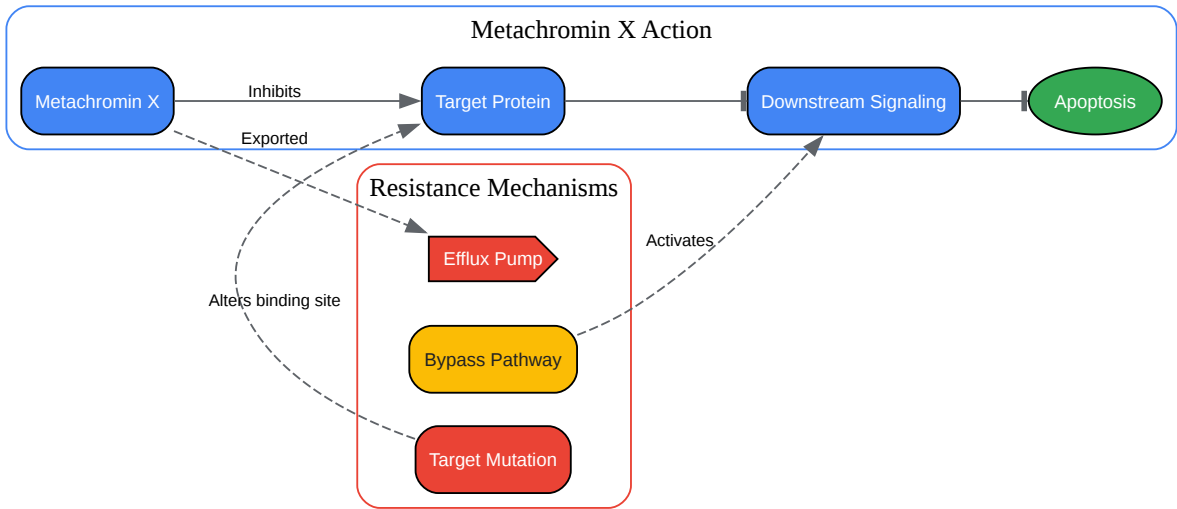 Metachromin X Action
Metachromin X
Inhibits
Target Protein
Downstream Signaling
Apoptosis
Exported
Resistance Mechanisms
Efflux Pump
Activates
Alters binding site
Bypass Pathway
Target Mutation